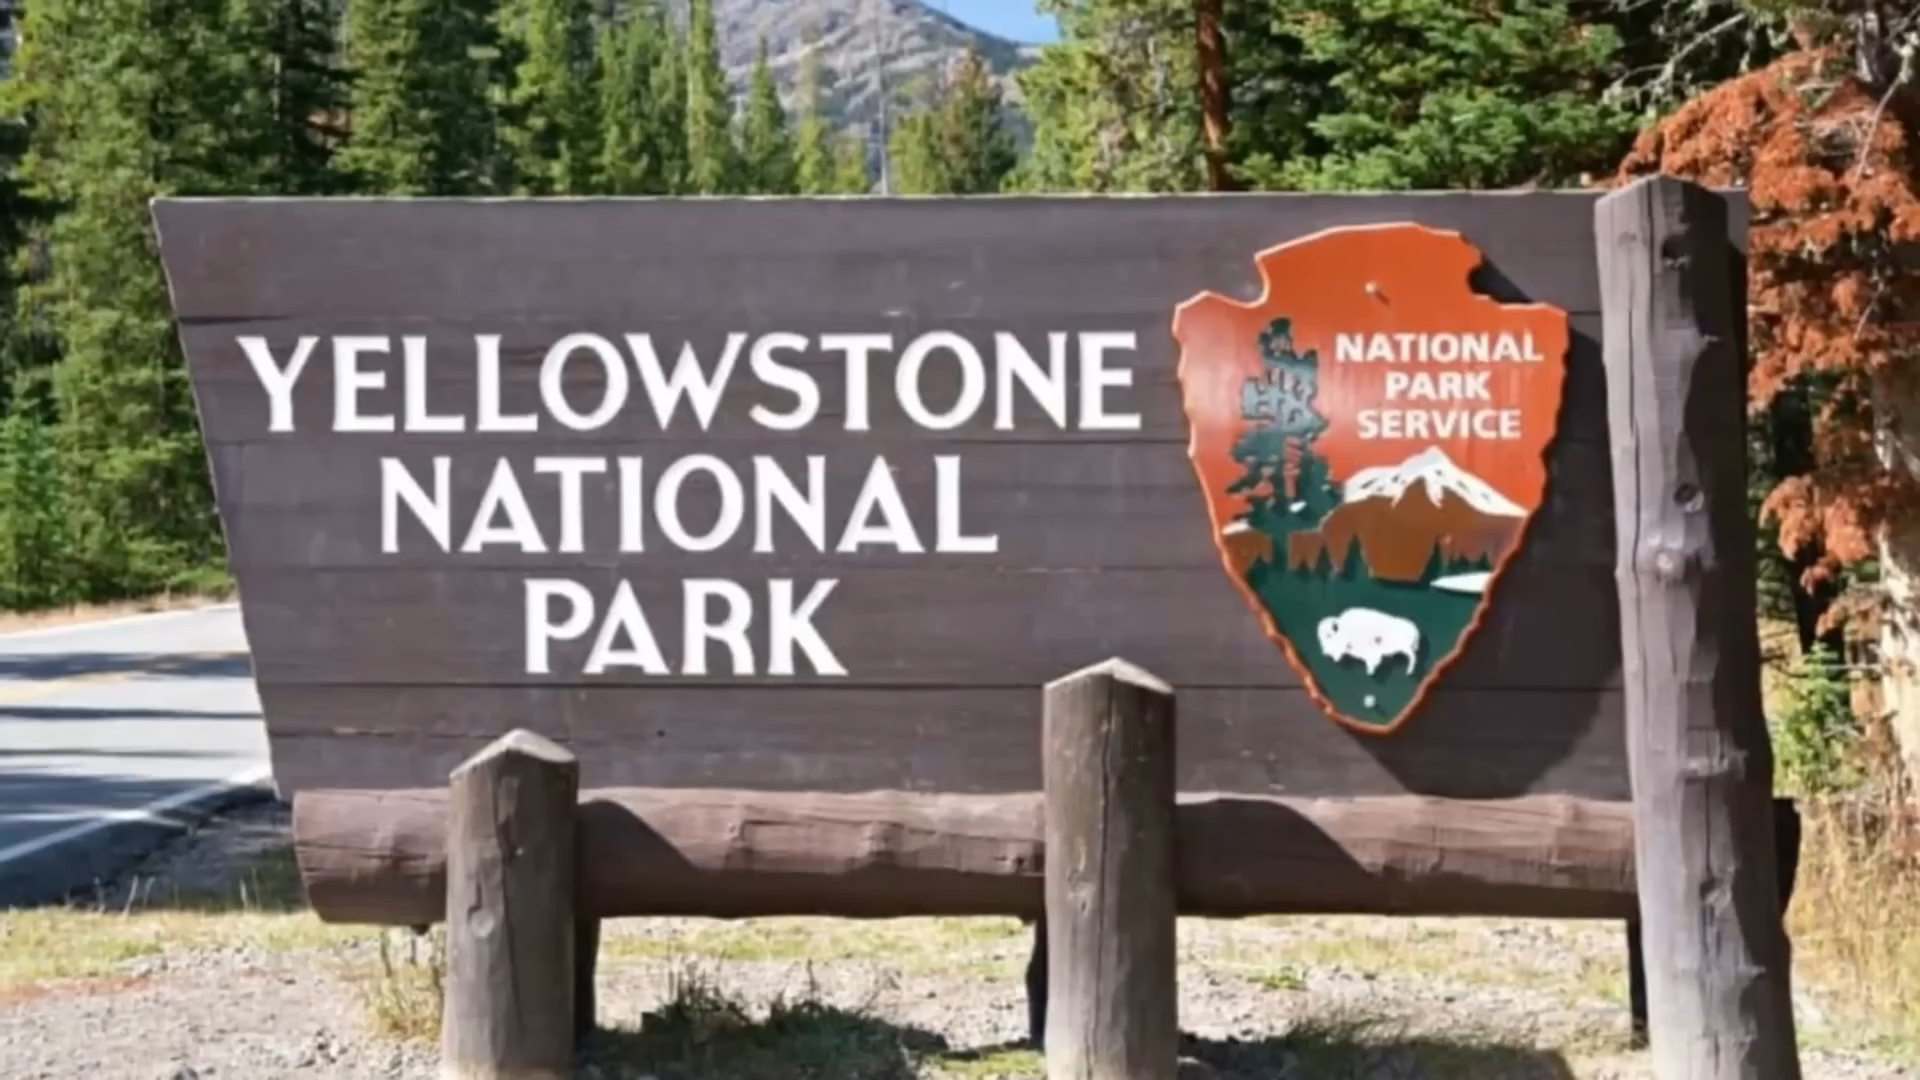 YELLOWSTONE
NATIONAL
PARK
NATIONAL
PARK
SERVICE